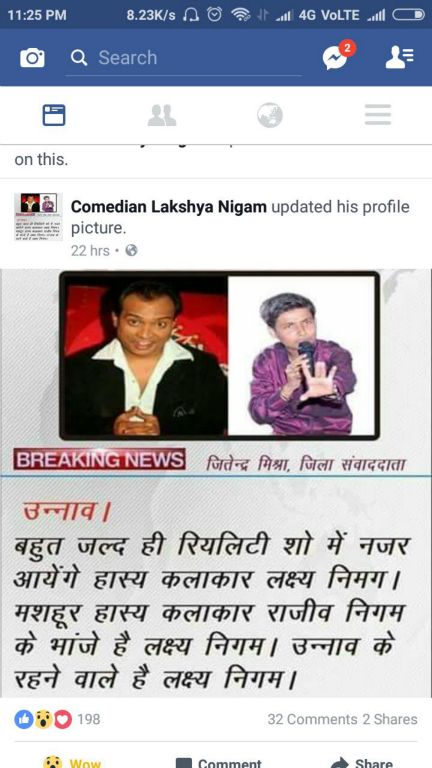 11:25 PM 8.23K/s 4G VoLTE
Search
2
on this.
Comedian Lakshya Nigam updated his profile
picture.
22 hrs
BREAKING NEWS जितेन्द्र मिश्रा, जिला संवाददाता
उन्नाव।
बहुत जल्द ही रियलिटी शो में नजर
आयेंगे हास्य कलाकार लक्ष्य निमग।
मशहूर हास्य कलाकार राजीव निगम
के भांजे है लक्ष्य निगम। उन्नाव के
रहने वाले है लक्ष्य निगम।
198 32 Comments 2 Shares
Wow Comment Share